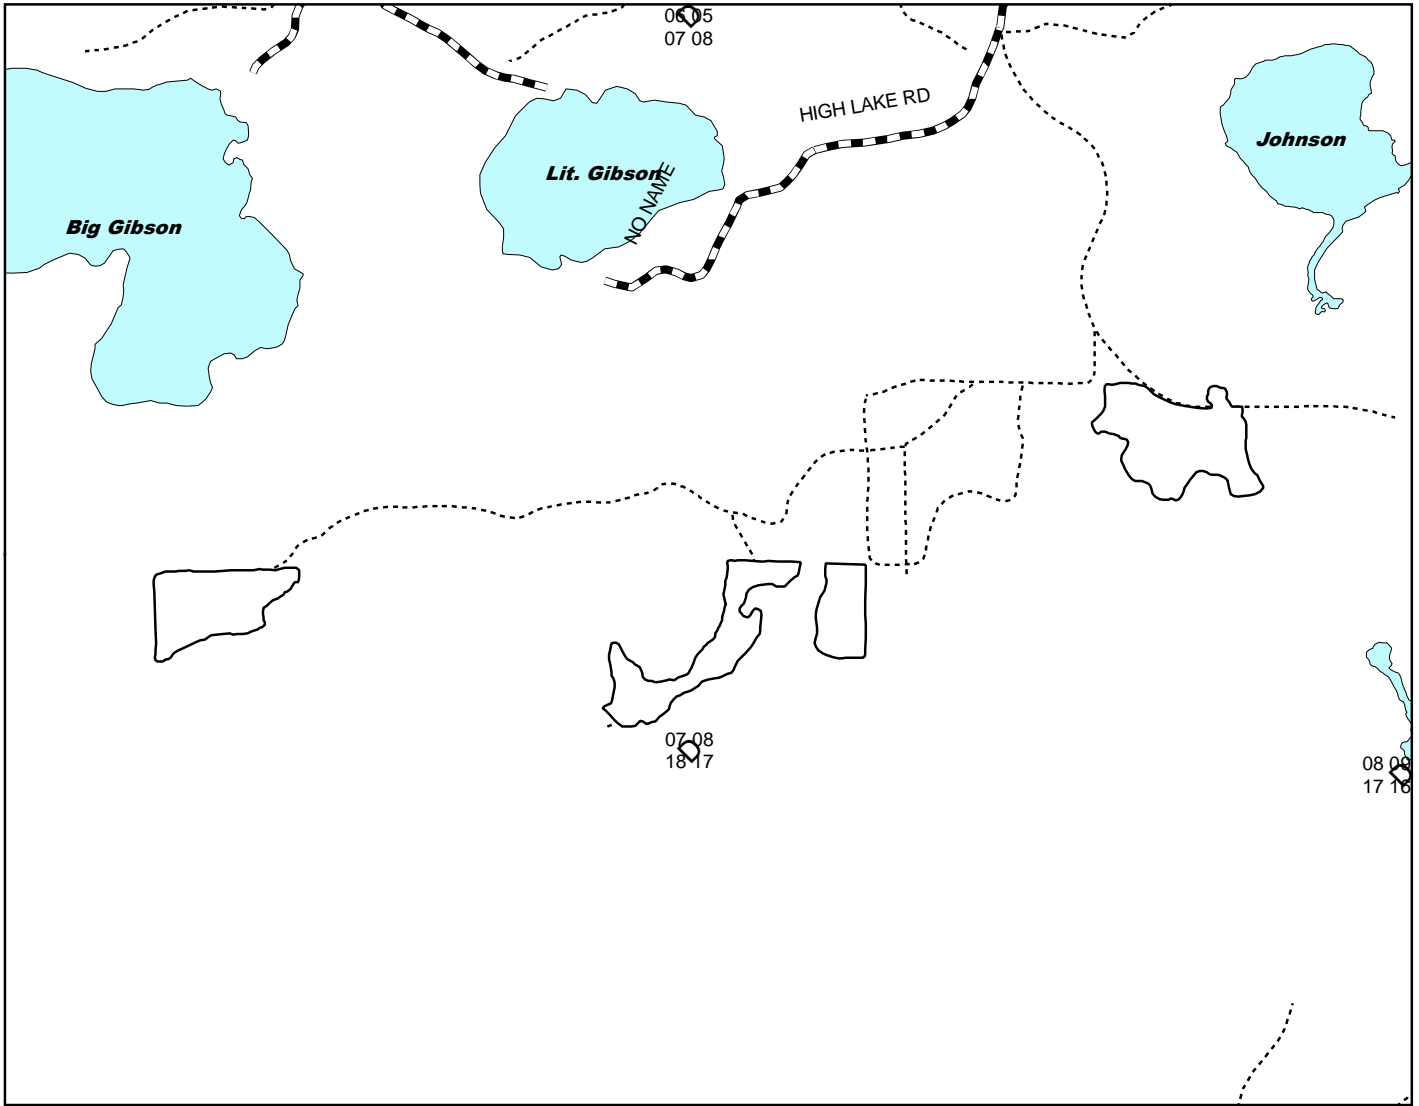 06 05
07 08
HIGH LAKE RD
Johnson
Lit. Gibson
NO NAME
Big Gibson
07 08
18 17
08 09
17 16